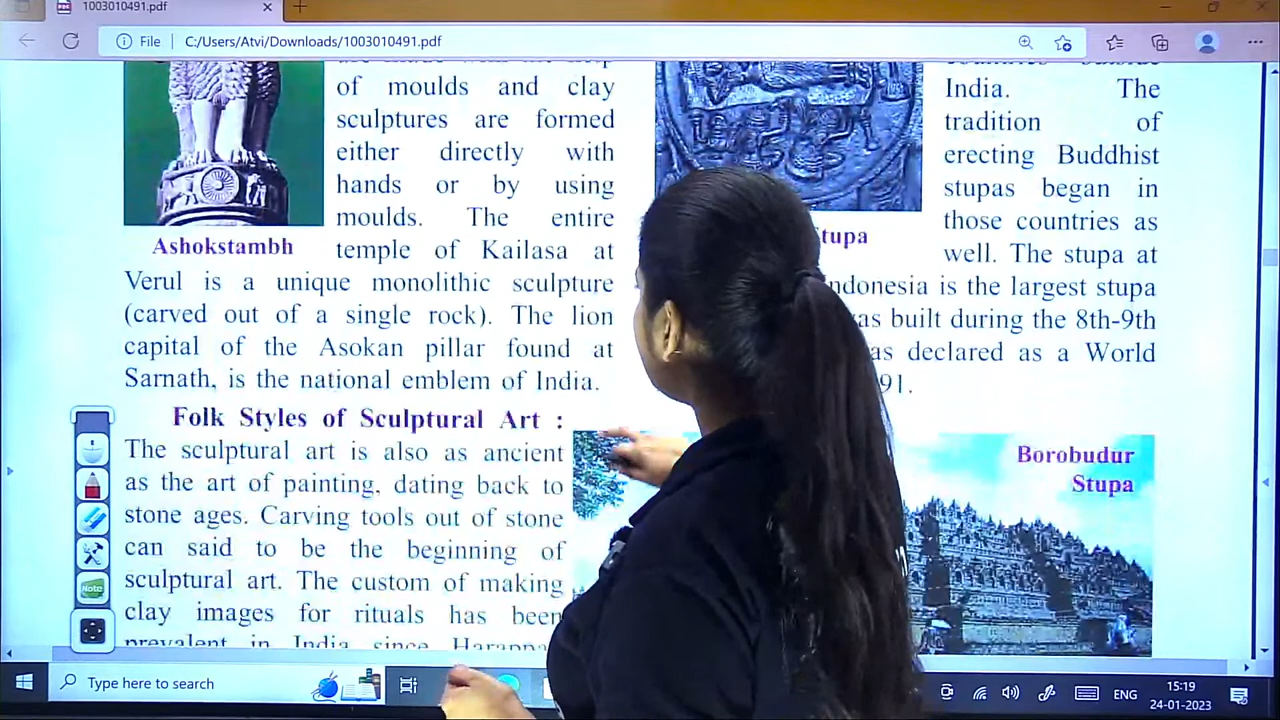 1003010491.pdf
File
C:/Users/Atvi/Downloads/1003010491.pdf
of moulds and clay
sculptures are formed
either directly with
hands or by using
moulds. The entire
Ashokstambh
temple of Kailasa at
Verul is a unique monolithic sculpture
(carved out of a single rock). The lion
capital of the Asokan pillar found at
Sarnath, is the national emblem of India.
Folk Styles of Sculptural Art :
The sculptural art is also as ancient
as the art of painting, dating back to
stone ages. Carving tools out of stone
can said to be the beginning of
sculptural art. The custom of making
clay images for rituals has been
prevalent in India since
India. The
tradition of
erecting Buddhist
stupas began in
those countries as
well. The stupa at
is the largest stupa
built during the 8th-9th
declared as a World
Borobudur
Stupa
Note
Type here to search
ENG
15:19
24-01-2023